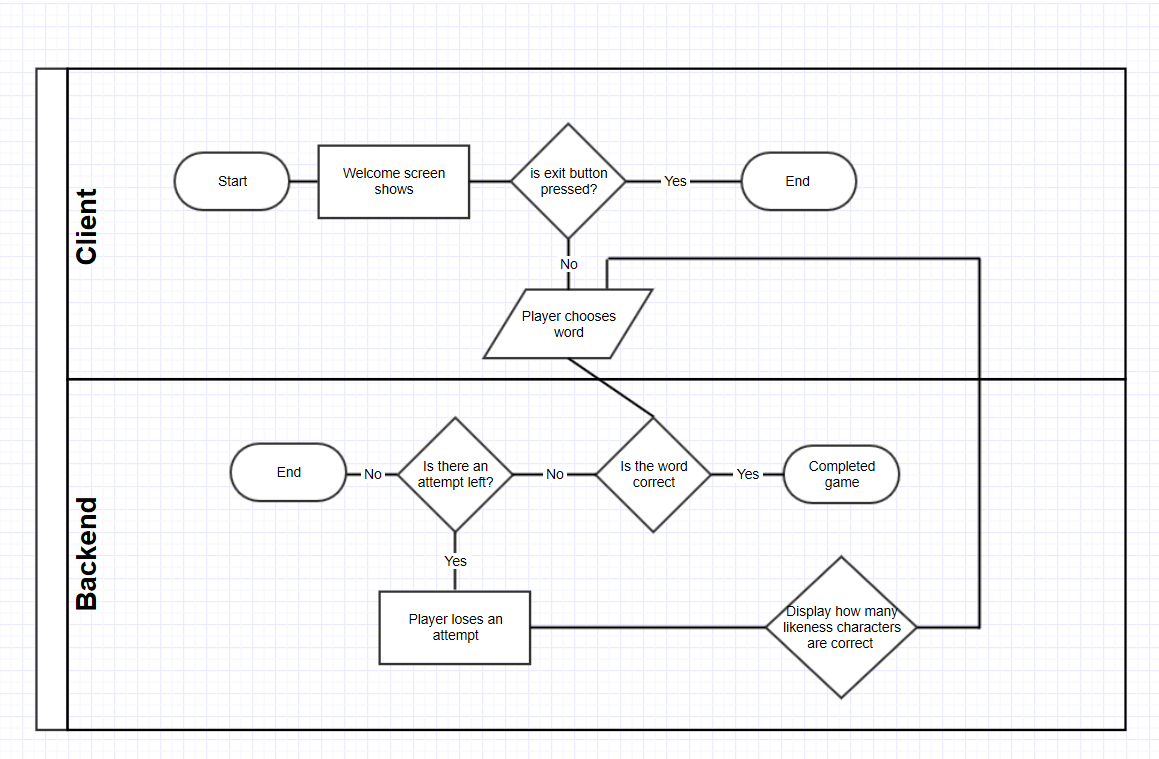 Client
Start
Welcome screen
shows
is exit button
pressed?
Yes
End
No
Player chooses
word
Backend
End
No
Is there an
attempt left?
No
Is the word
correct
Yes
Completed
game
Yes
Player loses an
attempt
Display how many
likeness characters
are correct